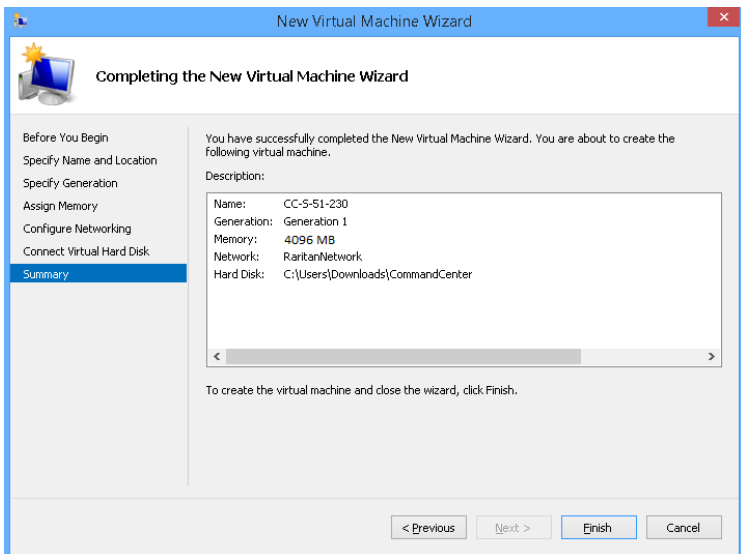 New Virtual Machine Wizard
Completing the New Virtual Machine Wizard
Before You Begin
Specify Name and Location
Specify Generation
Assign Memory
Configure Networking
Connect Virtual Hard Disk
Summary
You have successfully completed the New Virtual Machine Wizard. You are about to create the
following virtual machine.
Description:
Name: CC-S-51-230
Generation: Generation 1
Memory: 4096 MB
Network: RaritanNetwork
Hard Disk: C:\Users\Downloads\CommandCenter
To create the virtual machine and close the wizard, click Finish.
< Previous Next > Finish Cancel